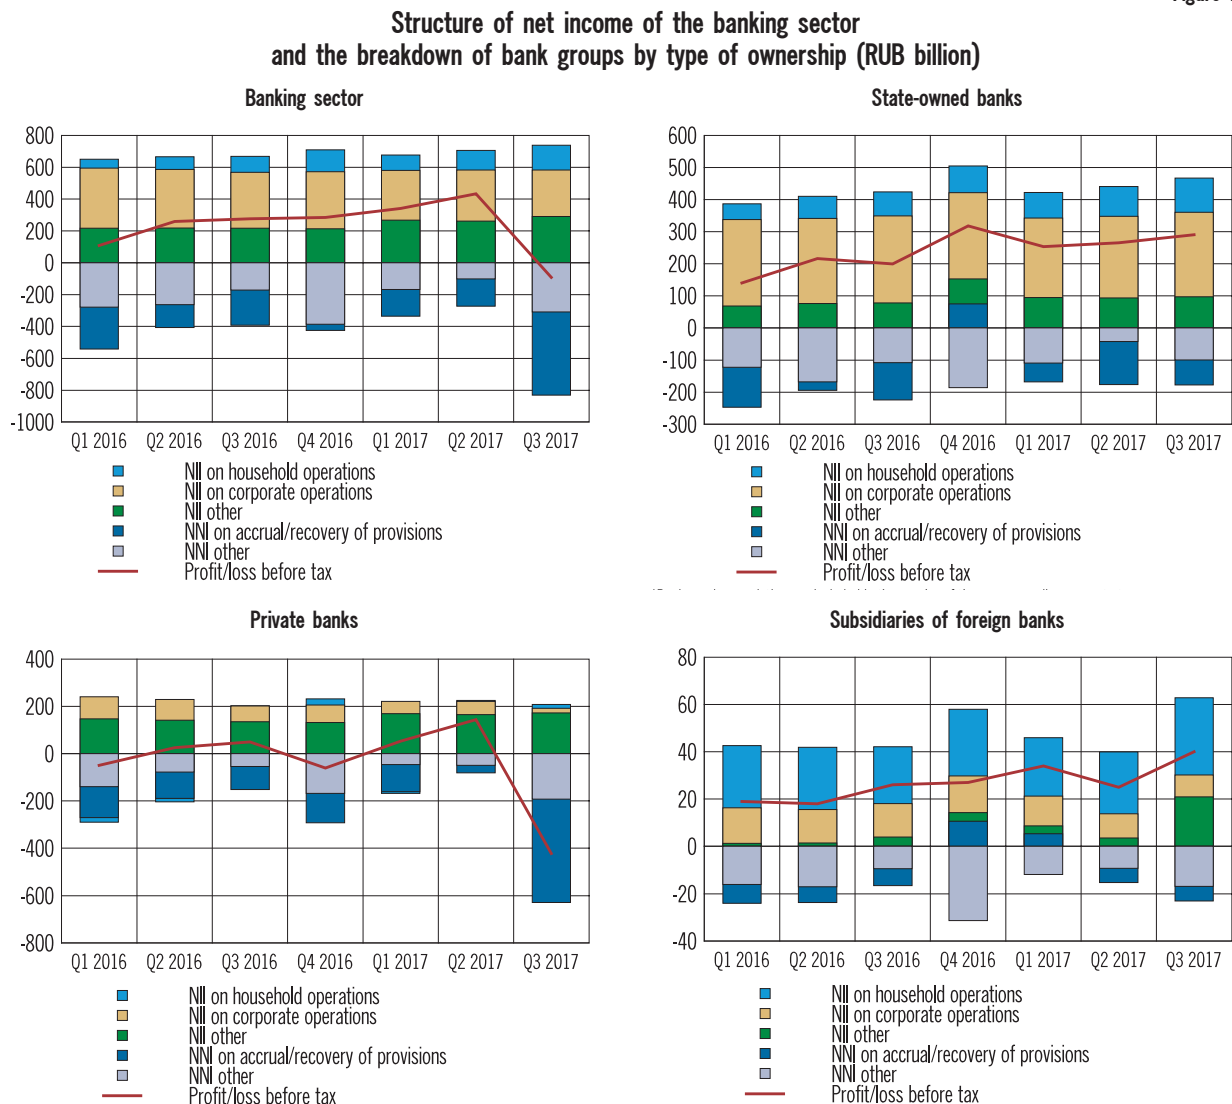 Structure of net income of the banking sector
and the breakdown of bank groups by type of ownership (RUB billion)
Banking sector
800
600
400
200
0
-200
-400
-600
-800
-1000
Q1 2016 Q2 2016 Q3 2016 Q4 2016 Q1 2017 Q2 2017 Q3 2017
NII on household operations
NII on corporate operations
NII other
NNI on accrual/recovery of provisions
NNI other
Profit/loss before tax
State-owned banks
600
500
400
300
200
100
0
-100
-200
-300
Q1 2016 Q2 2016 Q3 2016 Q4 2016 Q1 2017 Q2 2017 Q3 2017
NII on household operations
NII on corporate operations
NII other
NNI on accrual/recovery of provisions
NNI other
Profit/loss before tax
Private banks
400
200
0
-200
-400
-600
-800
Q1 2016 Q2 2016 Q3 2016 Q4 2016 Q1 2017 Q2 2017 Q3 2017
NII on household operations
NII on corporate operations
NII other
NNI on accrual/recovery of provisions
NNI other
Profit/loss before tax
Subsidiaries of foreign banks
80
60
40
20
0
-20
-40
Q1 2016 Q2 2016 Q3 2016 Q4 2016 Q1 2017 Q2 2017 Q3 2017
NII on household operations
NII on corporate operations
NII other
NNI on accrual/recovery of provisions
NNI other
Profit/loss before tax